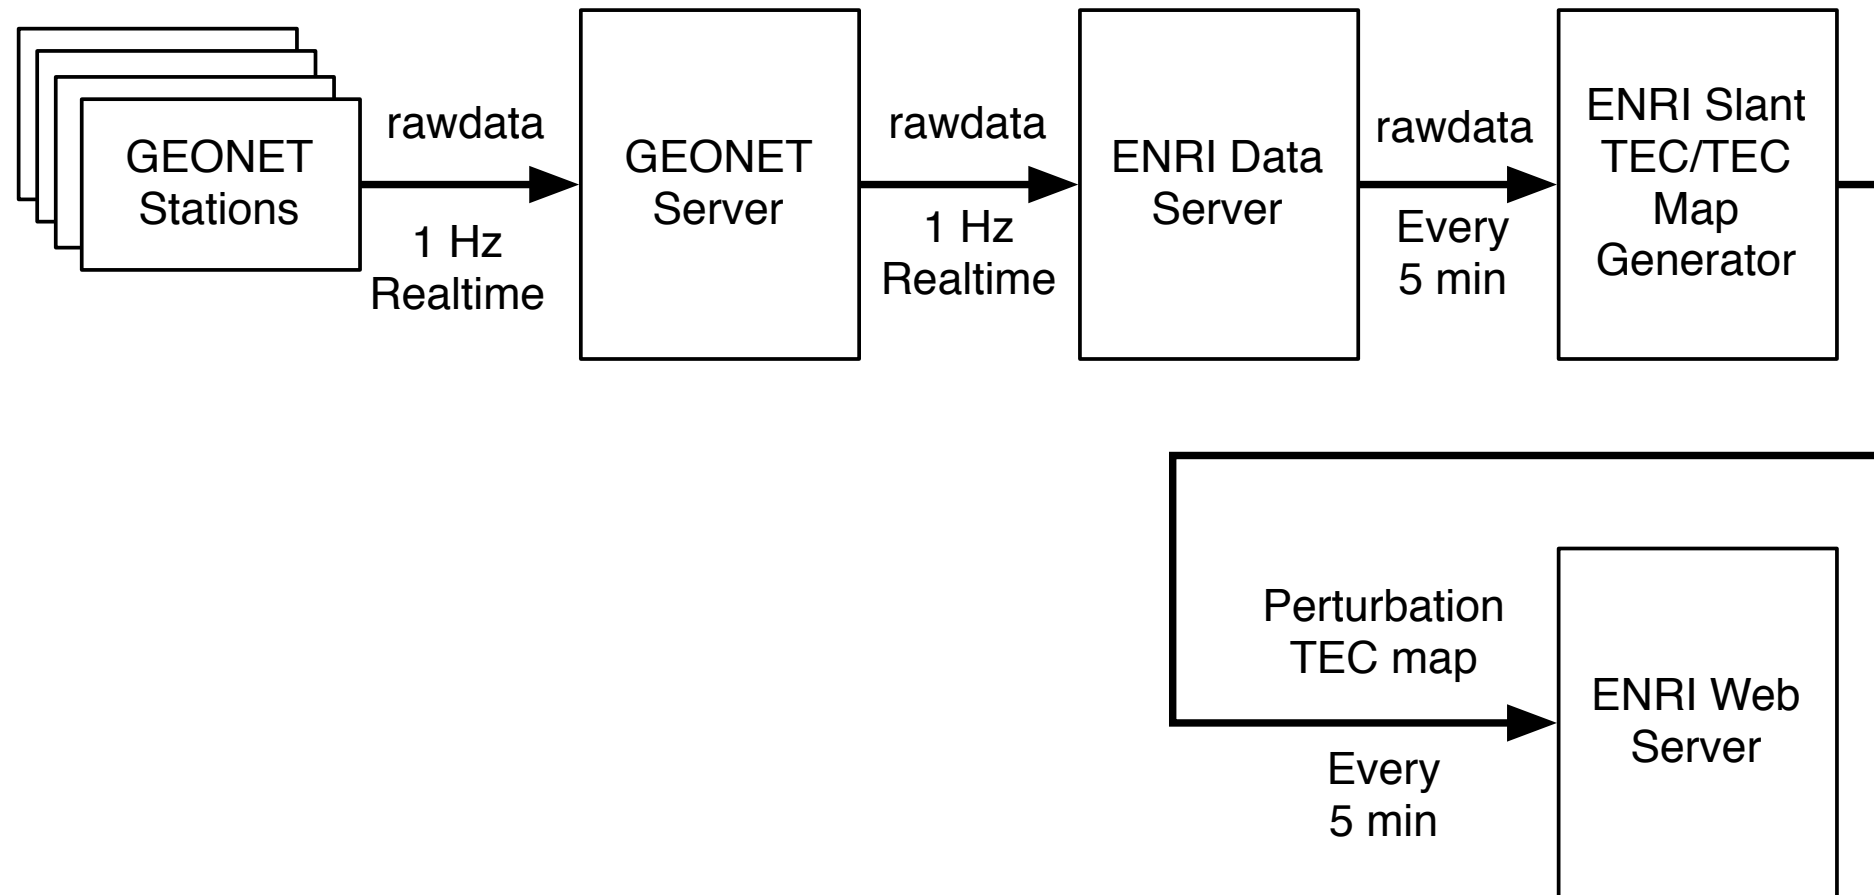 GEONET
Stations
rawdata
1 Hz
Realtime
GEONET
Server
rawdata
1 Hz
Realtime
ENRI Data
Server
rawdata
Every
5 min
ENRI Slant
TEC/TEC
Map
Generator
Perturbation
TEC map
Every
5 min
ENRI Web
Server